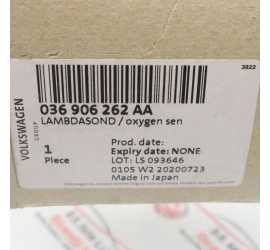 3822
VOLKSWAGEN
GROUP
036 906 262 AA
LAMBDASOND / oxygen sen
1
Piece
Prod. date:
Expiry date: NONE
LOT: LS 093646
0105 W2 20200723
Made in Japan